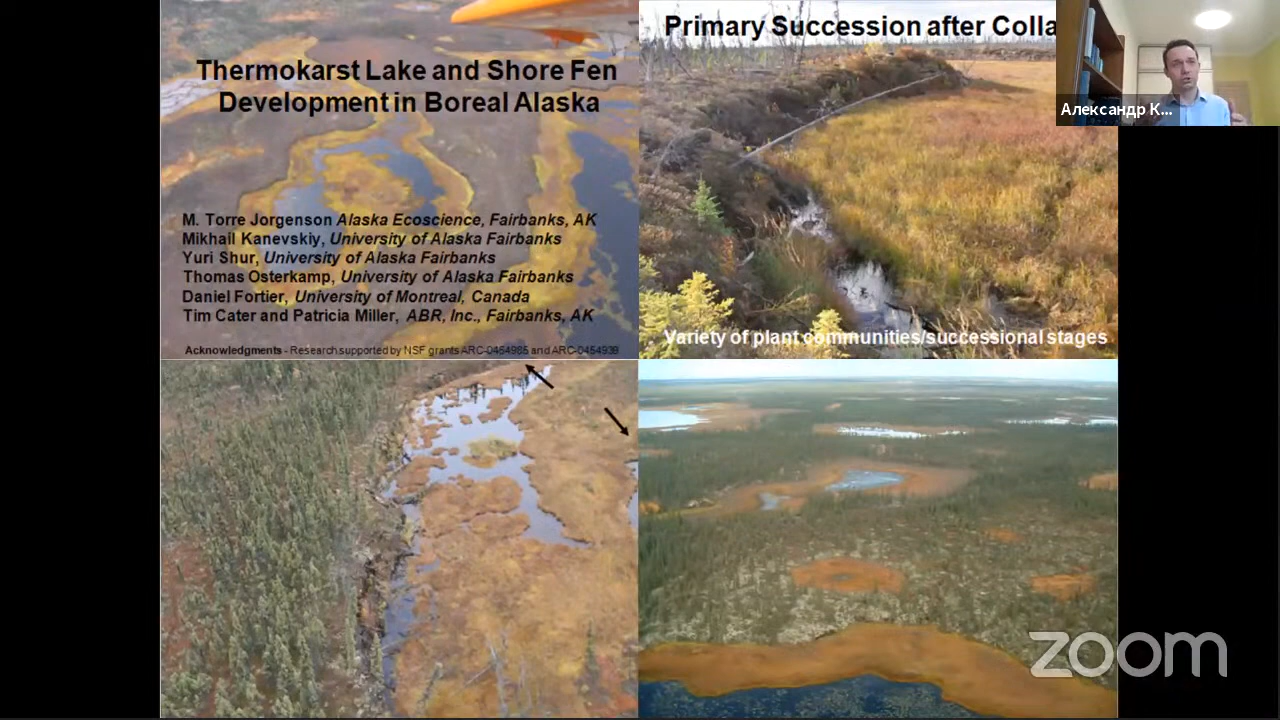 Thermokarst Lake and Shore Fen
Development in Boreal Alaska
M. Torre Jorgenson Alaska Ecoscience, Fairbanks, AK
Mikhail Kanevskiy, University of Alaska Fairbanks
Yuri Shur, University of Alaska Fairbanks
Thomas Osterkamp, University of Alaska Fairbanks
Daniel Fortier, University of Montreal, Canada
Tim Cater and Patricia Miller, ABR, Inc., Fairbanks, AK
Acknowledgments - Research supported by NSF grants ARC-0454985 and ARC-0454939
Primary Succession after Colla
Variety of plant communities/successional stages
Александр К...
zoom